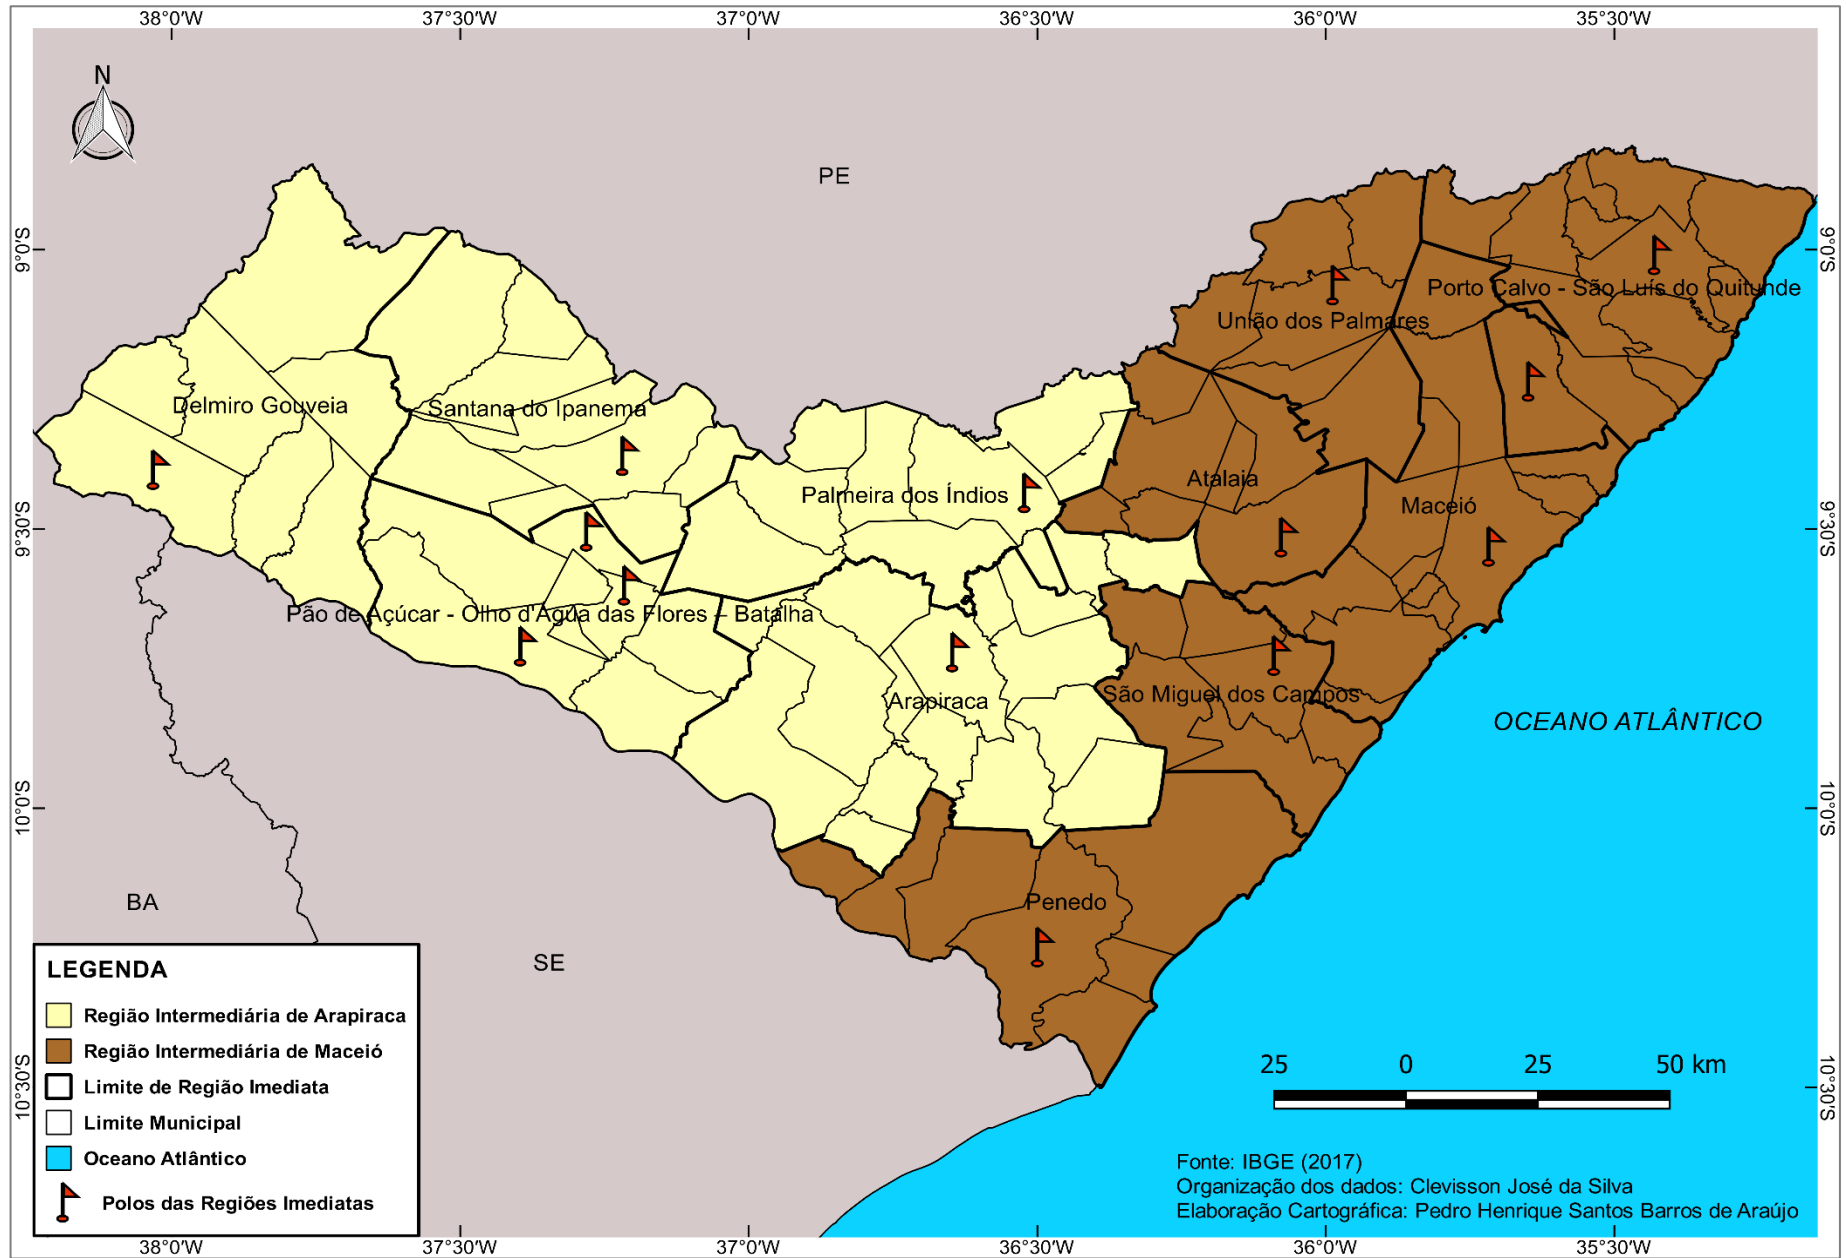 38°0'W 37°30'W 37°0'W 36°30'W 36°0'W 35°30'W
N
PE
9°0'S 9°0'S
Porto Calvo - São Luís do Quitunde
União dos Palmares
Delmiro Gouveia
Santana do Ipanema
Atalaia
Palmeira dos Índios
Maceió
9°30'S 9°30'S
Pão de Açúcar - Olho d'Água das Flores – Batalha
São Miguel dos Campos
Arapiraca
OCEANO ATLÂNTICO
10°0'S 10°0'S
BA
Penedo
SE
LEGENDA
Região Intermediária de Arapiraca
Região Intermediária de Maceió
Limite de Região Imediata
Limite Municipal
Oceano Atlântico
Polos das Regiões Imediatas
10°30'S 10°30'S
25 0 25 50 km
Fonte: IBGE (2017)
Organização dos dados: Clevisson José da Silva
Elaboração Cartográfica: Pedro Henrique Santos Barros de Araújo
38°0'W 37°30'W 37°0'W 36°30'W 36°0'W 35°30'W